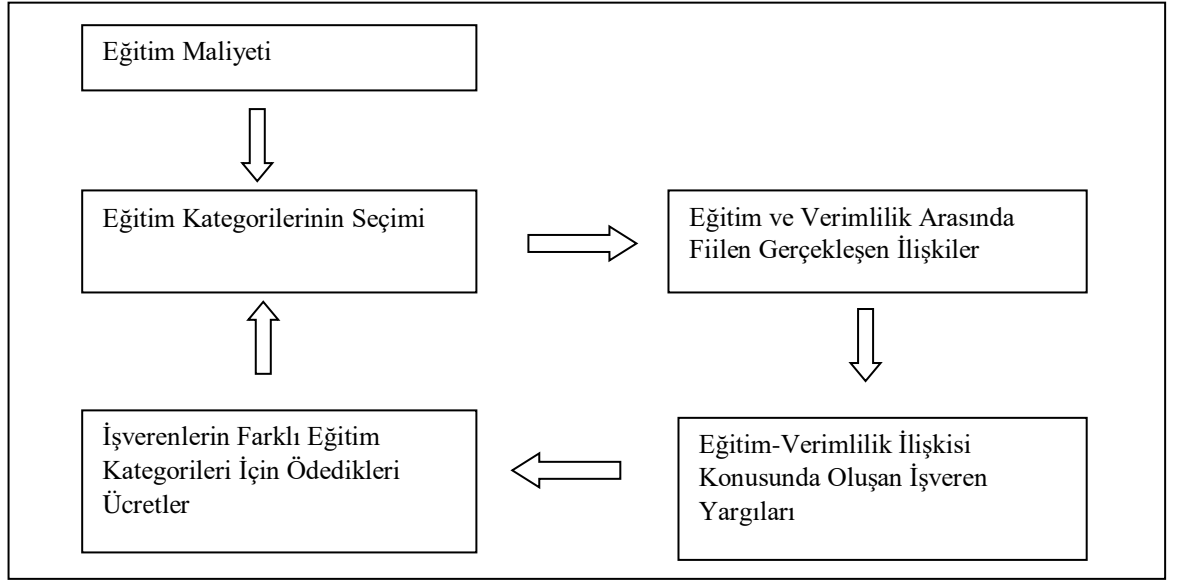 Eğitim Maliyeti
Eğitim Kategorilerinin Seçimi
Eğitim ve Verimlilik Arasında
Fiilen Gerçekleşen İlişkiler
İşverenlerin Farklı Eğitim
Kategorileri İçin Ödedikleri
Ücretler
Eğitim-Verimlilik İlişkisi
Konusunda Oluşan İşveren
Yargıları